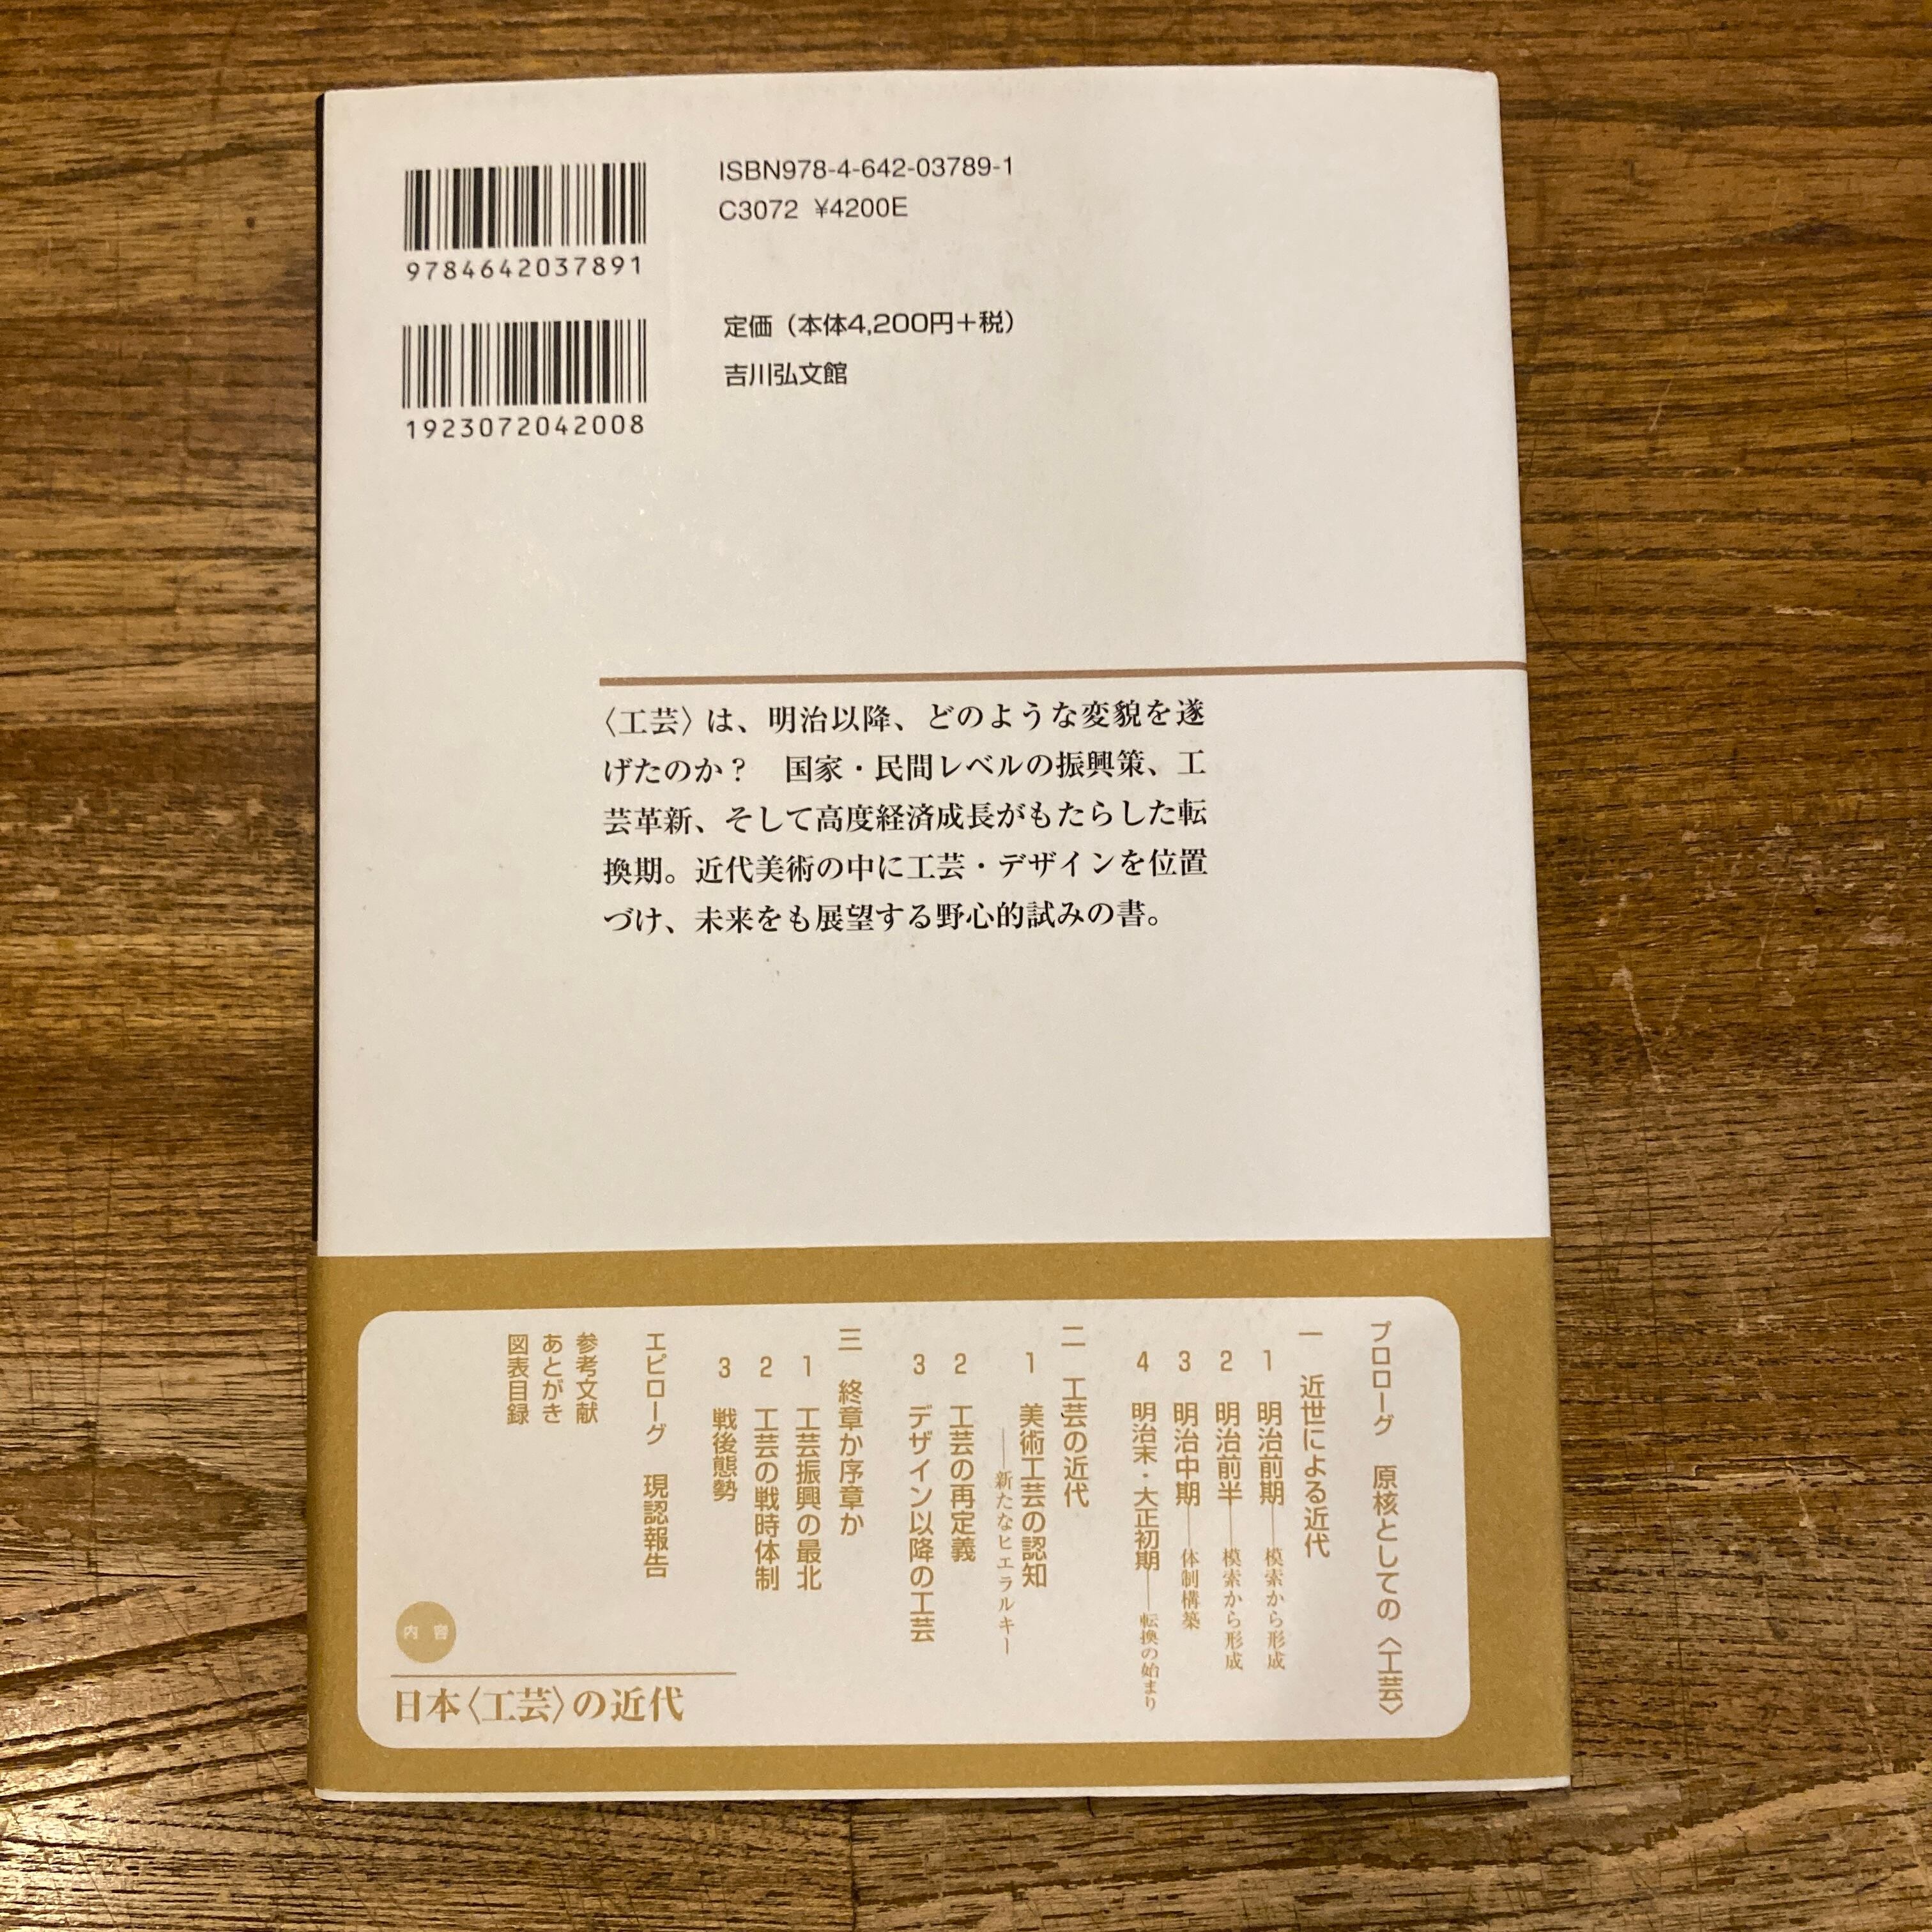 ISBN978-4-642-03789-1
C3072 ¥4200E
9784642037891
定価（本体4,200円＋税）
吉川弘文館
1923072042008
〈工芸〉は、明治以降、どのような変貌を遂
げたのか？　国家・民間レベルの振興策、工
芸革新、そして高度経済成長がもたらした転
換期。近代美術の中に工芸・デザインを位置
づけ、未来をも展望する野心的試みの書。
プロローグ　原核としての〈工芸〉
一　近世による近代
1　明治前期――模索から形成
2　明治前半――模索から形成
3　明治中期――体制構築
4　明治末・大正初期――転換の始まり
二　工芸の近代
1　美術工芸の認知
――新たなヒエラルキー
2　工芸の再定義
3　デザイン以降の工芸
三　終章か序章か
1　工芸振興の最北
2　工芸の戦時体制
3　戦後態勢
エピローグ　現認報告
参考文献
あとがき
図表目録
内容
日本〈工芸〉の近代